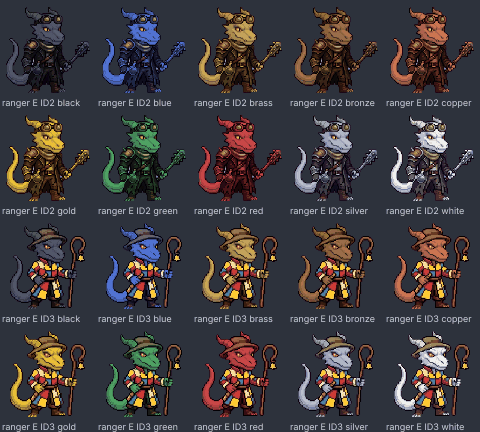 ranger E ID2 black
ranger E ID2 blue
ranger E ID2 brass
ranger E ID2 bronze
ranger E ID2 copper
ranger E ID2 gold
ranger E ID2 green
ranger E ID2 red
ranger E ID2 silver
ranger E ID2 white
ranger E ID3 black
ranger E ID3 blue
ranger E ID3 brass
ranger E ID3 bronze
ranger E ID3 copper
ranger E ID3 gold
ranger E ID3 green
ranger E ID3 red
ranger E ID3 silver
ranger E ID3 white